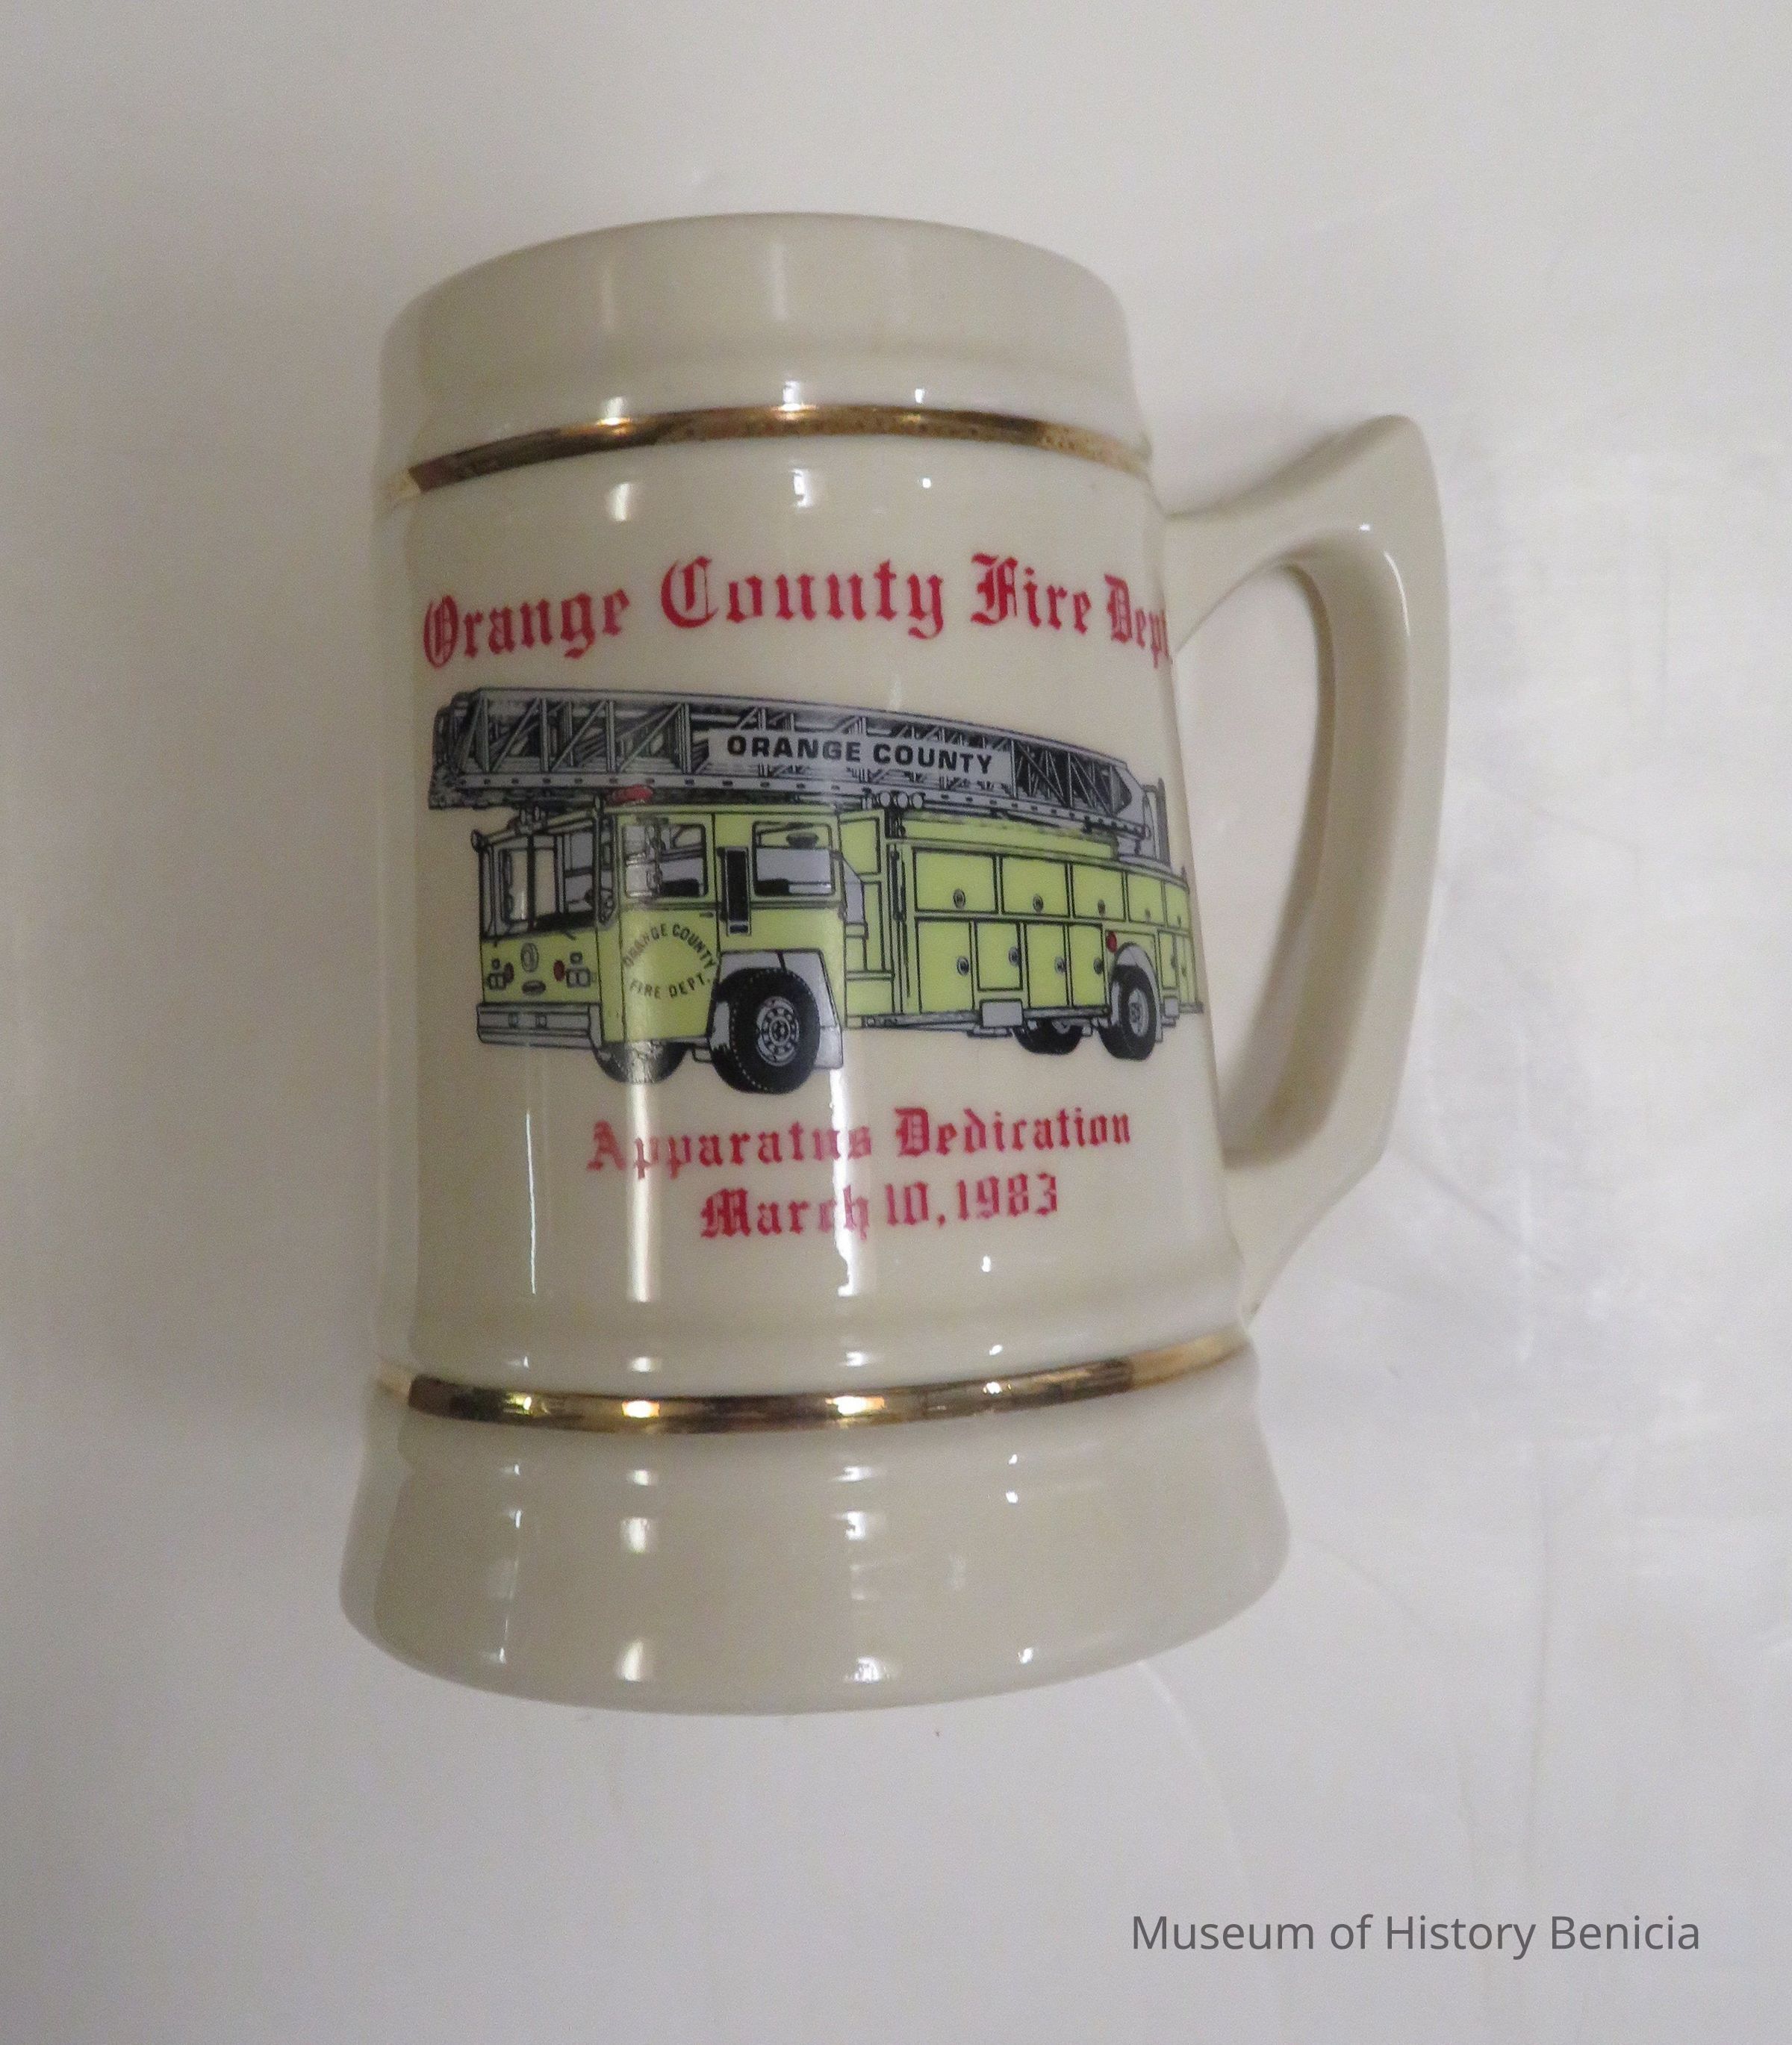 Orange County Fire Dept.
ORANGE COUNTY
ORANGE COUNTY
FIRE DEPT.
Apparatus Dedication
March 10, 1983
Museum of History Benicia